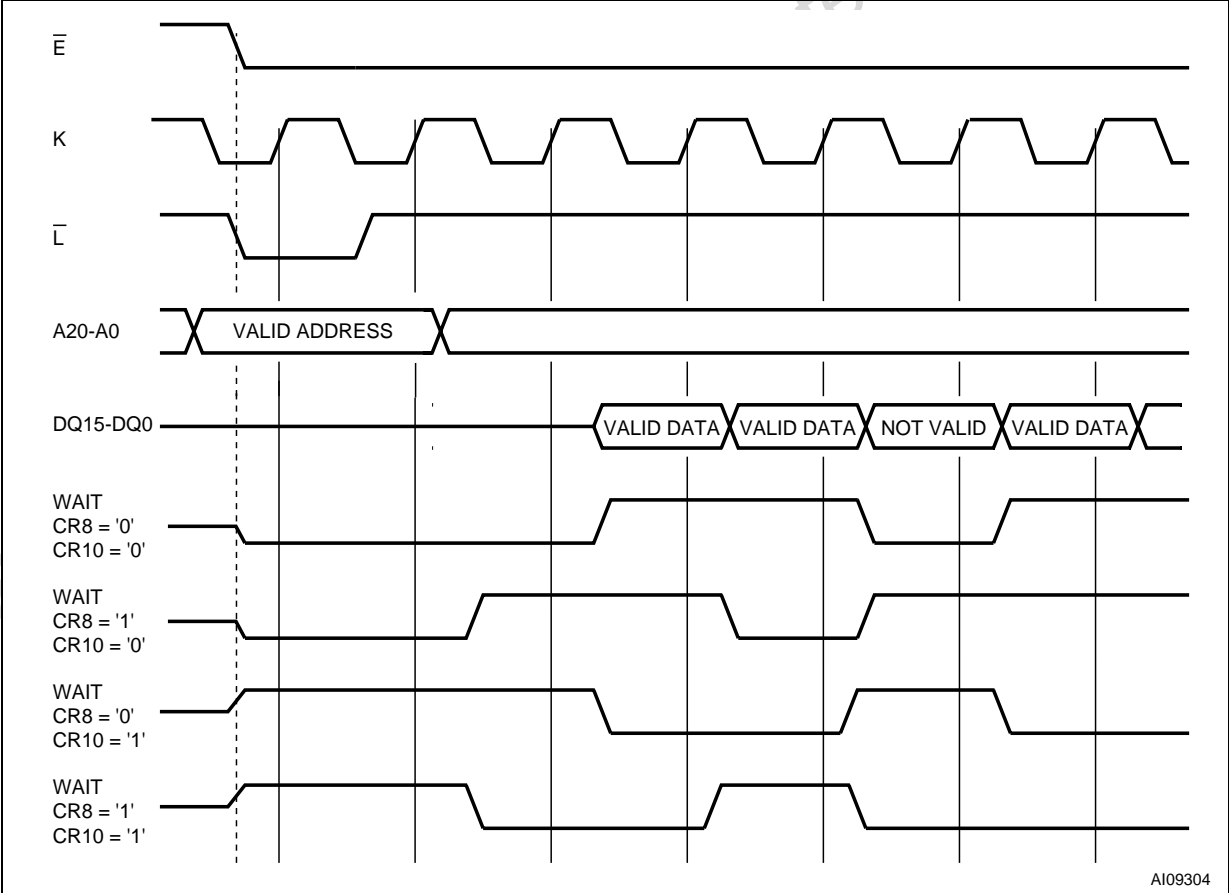 E̅
K
L̅
A20-A0
VALID ADDRESS
DQ15-DQ0
VALID DATA
VALID DATA
NOT VALID
VALID DATA
WAIT
CR8 = '0'
CR10 = '0'
WAIT
CR8 = '1'
CR10 = '0'
WAIT
CR8 = '0'
CR10 = '1'
WAIT
CR8 = '1'
CR10 = '1'
AI09304